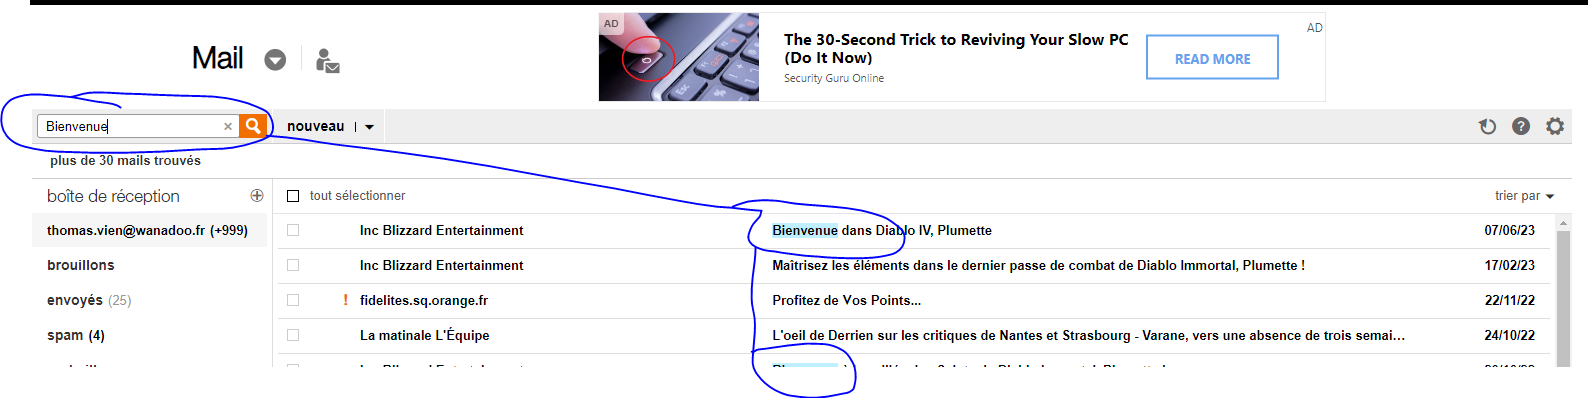 AD
The 30-Second Trick to Reviving Your Slow PC
(Do It Now)
Security Guru Online
READ MORE
AD
Mail
Bienvenue ×
nouveau
?
plus de 30 mails trouvés
boîte de réception
tout sélectionner
trier par
thomas.vien@wanadoo.fr (+999)
Inc Blizzard Entertainment Bienvenue dans Diablo IV, Plumette 07/06/23
brouillons
Inc Blizzard Entertainment Maîtrisez les éléments dans le dernier passe de combat de Diablo Immortal, Plumette ! 17/02/23
envoyés (25)
! fidelites.sq.orange.fr Profitez de Vos Points... 22/11/22
spam (4)
La matinale L'Équipe L'oeil de Derrien sur les critiques de Nantes et Strasbourg - Varane, vers une absence de trois semai… 24/10/22